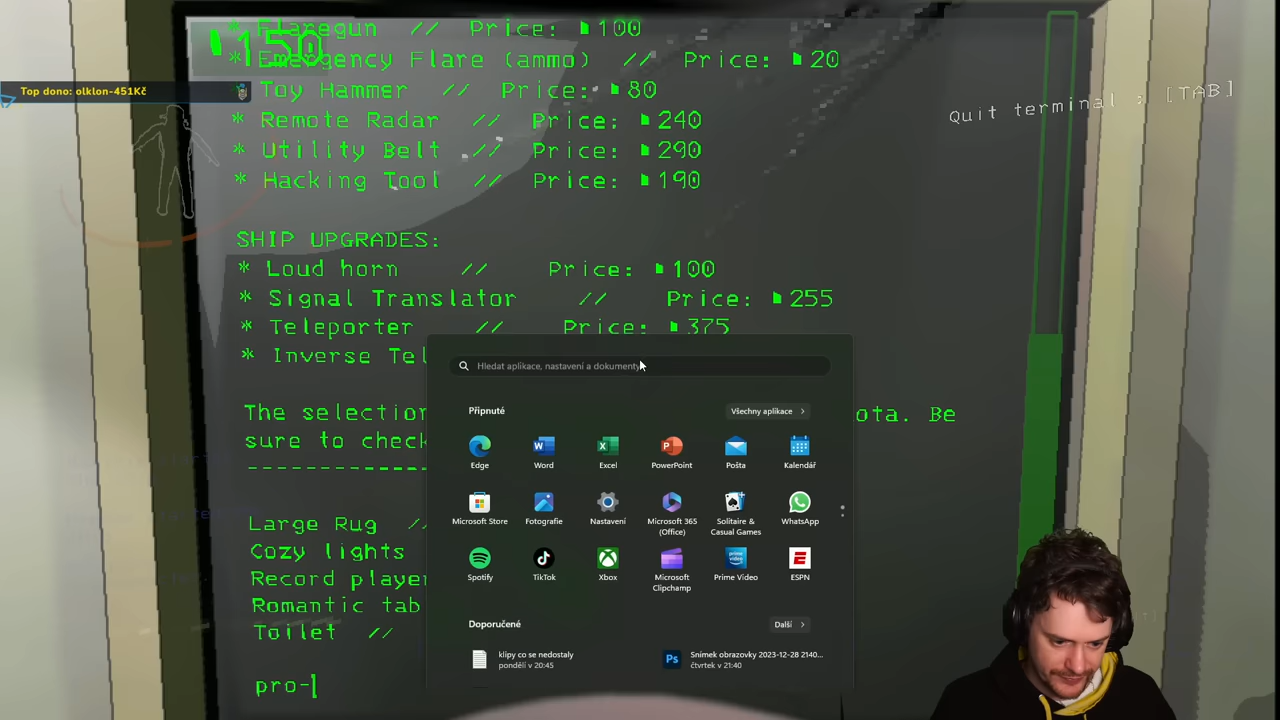 * Flaregun // Price: 100
150
* Emergency Flare (ammo) // Price: 20
Top dono: olklon-451Kč
* Toy Hammer // Price: 80
Quit terminal : [TAB]
* Remote Radar // Price: 240
* Utility Belt // Price: 290
* Hacking Tool // Price: 190
SHIP UPGRADES:
* Loud horn // Price: 100
* Signal Translator // Price: 255
* Teleporter // Price: 375
* Inverse Tel
The selection
ota. Be
sure to check
Large Rug //
Cozy lights
Record player
Romantic tab
Toilet //
pro-
Hledat aplikace, nastavení a dokumenty
Připnuté
Všechny aplikace
Edge
Word
Excel
PowerPoint
Pošta
Kalendář
Microsoft Store
Fotografie
Nastavení
Microsoft 365
(Office)
Solitaire &
Casual Games
WhatsApp
Spotify
TikTok
Xbox
Microsoft
Clipchamp
Prime Video
ESPN
Doporučené
Další
klipy co se nedostaly
pondělí v 20:45
Snímek obrazovky 2023-12-28 2140...
čtvrtek v 21:40